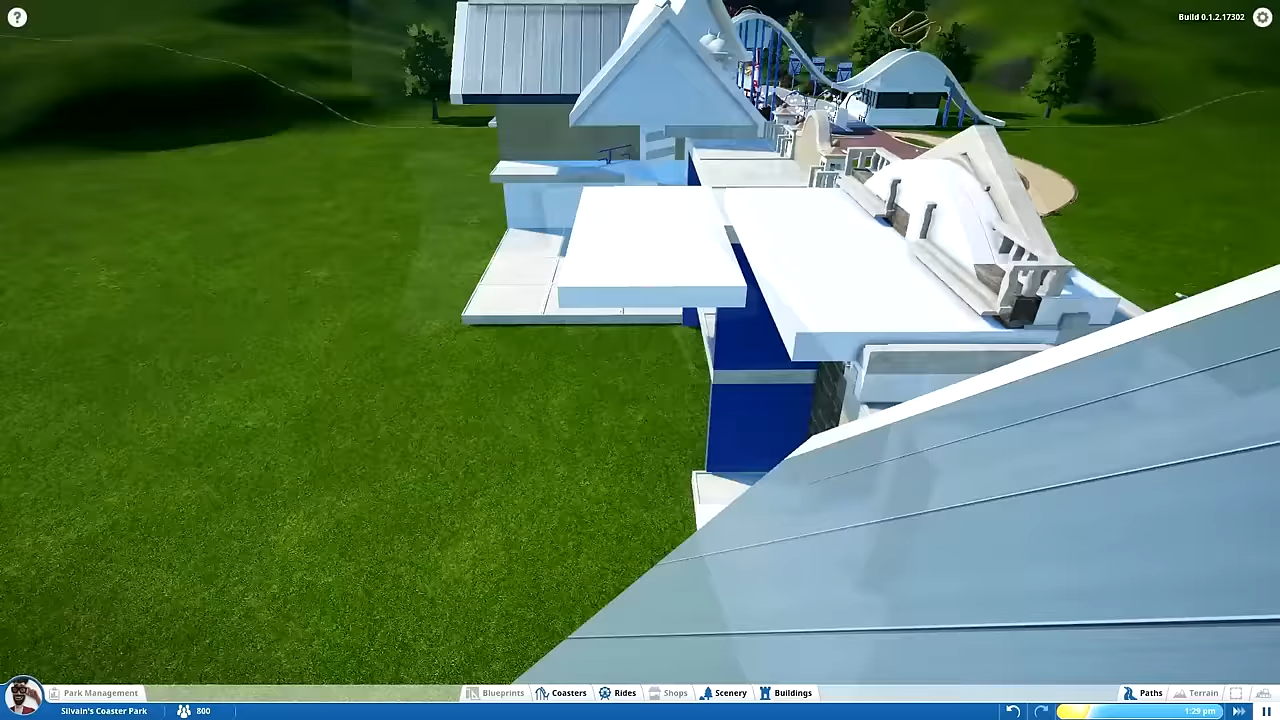 ?
Build 0.1.2.17302
Park Management
Blueprints
Coasters
Rides
Shops
Scenery
Buildings
Paths
Terrain
Silvain's Coaster Park
800
1:29 pm